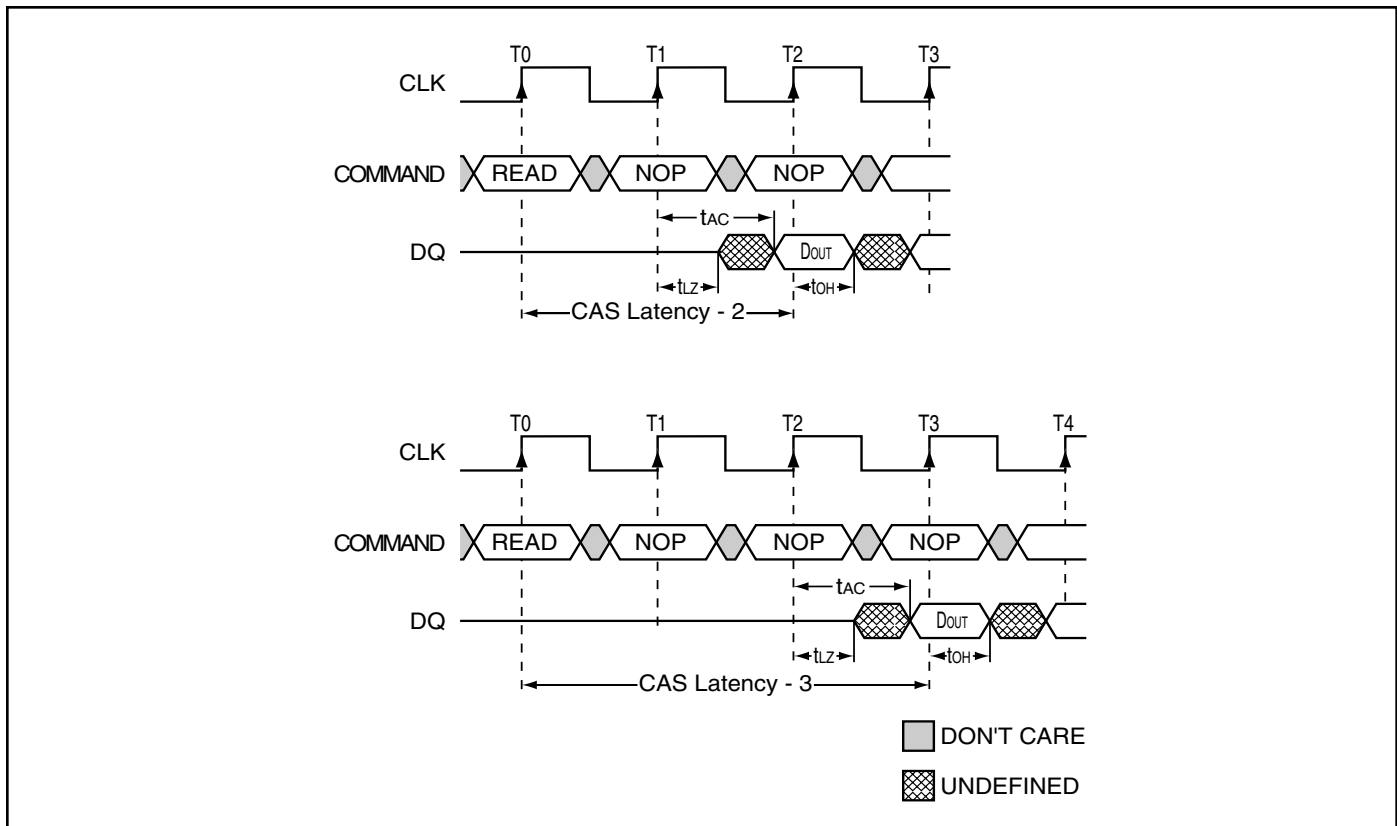 T0 T1 T2 T3
CLK
COMMAND READ NOP NOP
tAC
DQ DOUT
tLZ tOH
CAS Latency - 2
T0 T1 T2 T3 T4
CLK
COMMAND READ NOP NOP NOP
tAC
DQ DOUT
tLZ tOH
CAS Latency - 3
DON'T CARE
UNDEFINED